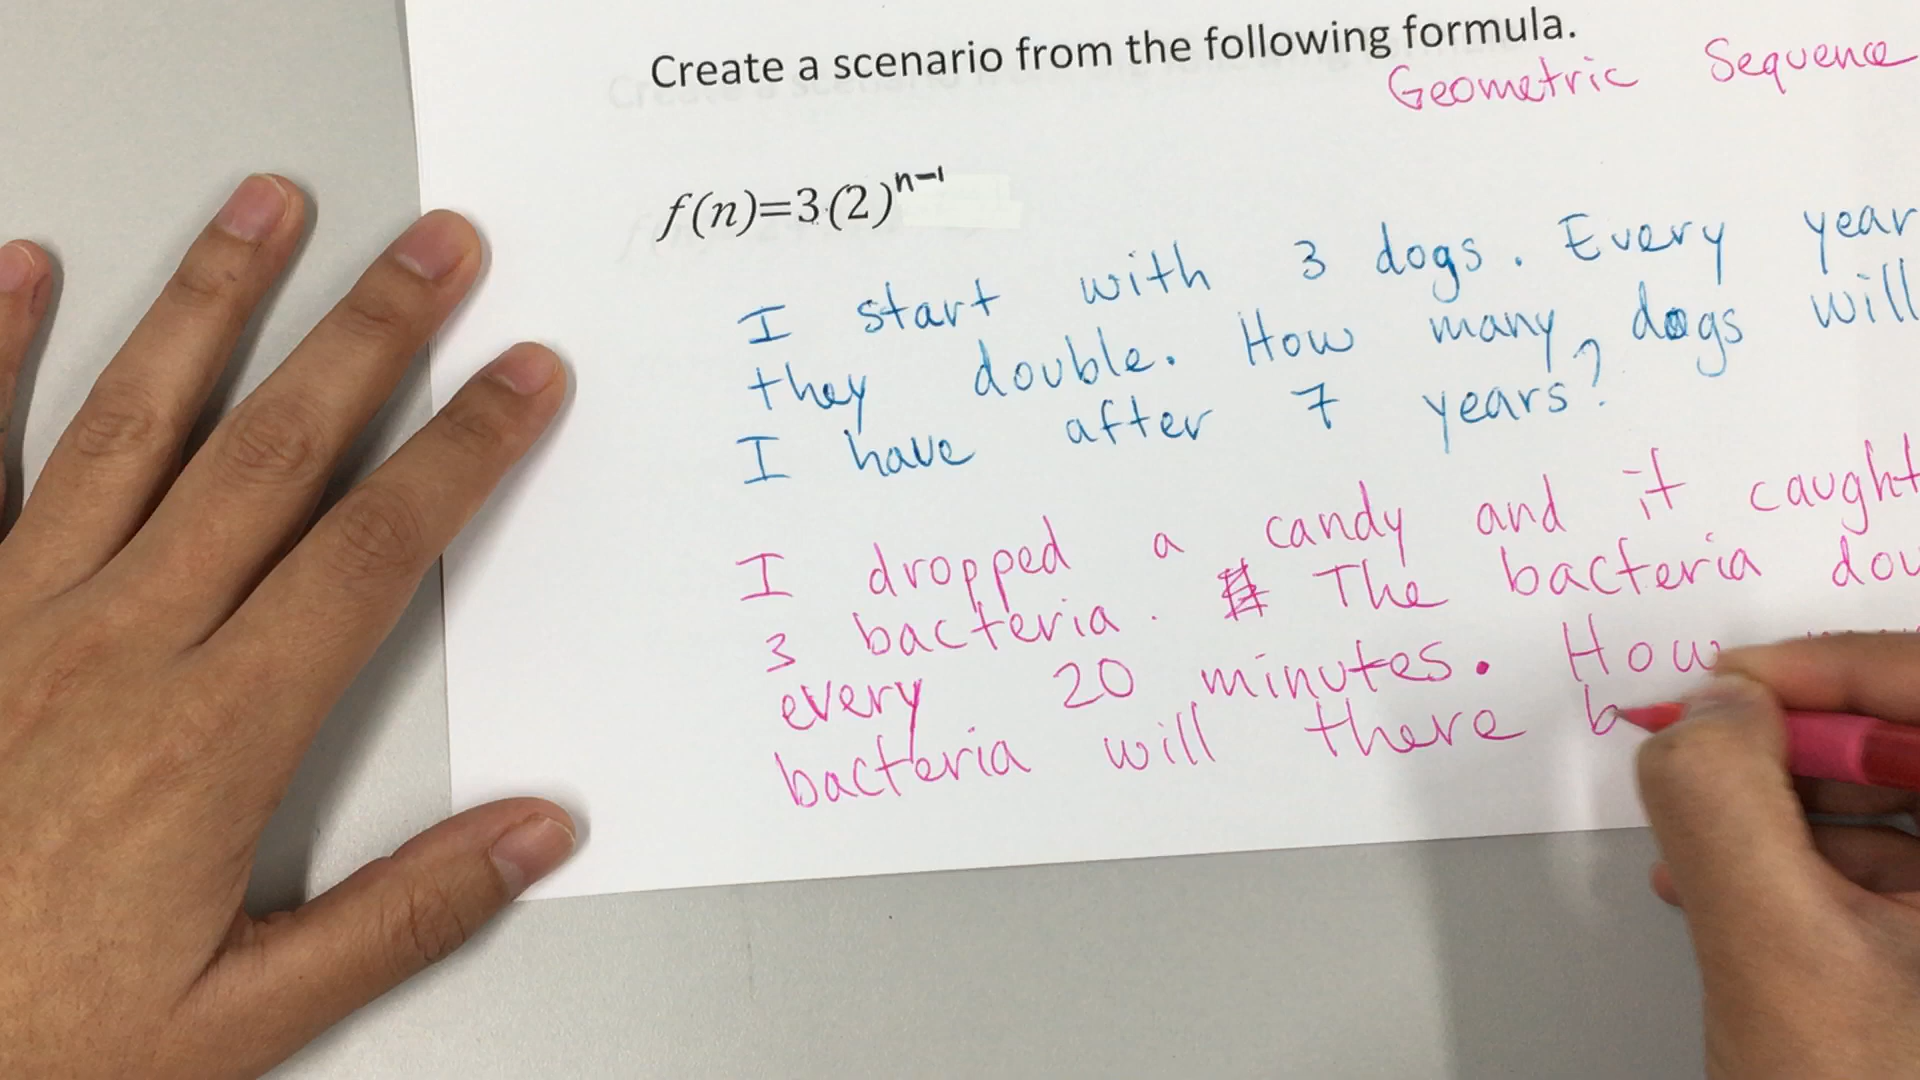 Create a scenario from the following formula.
Geometric Sequence
f(n)=3(2)^{n-1}
I start with 3 dogs. Every year
they double. How many dogs will
I have after 7 years?
I dropped a candy and it caught
3 bacteria. The bacteria dou
every 20 minutes. How
bacteria will there b